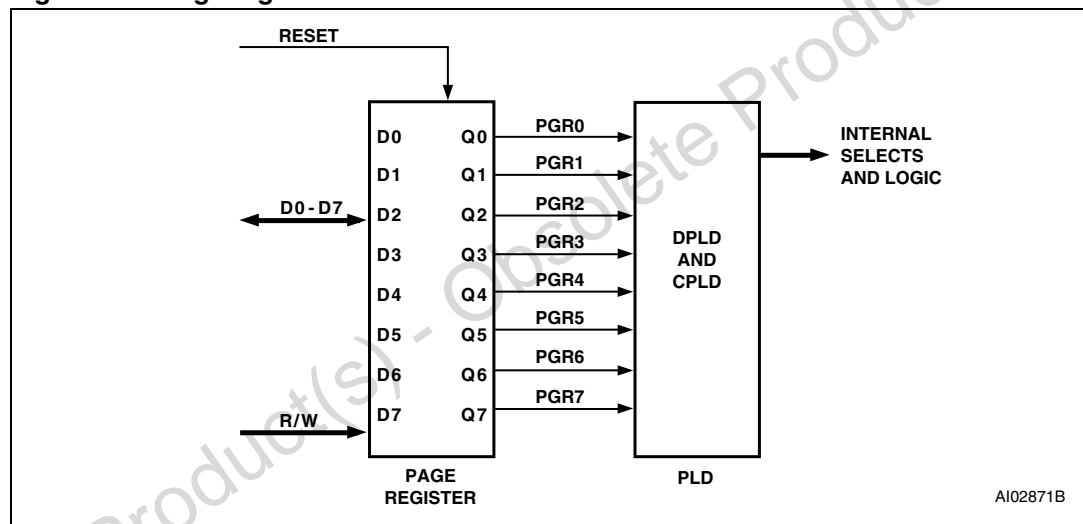 RESET
D0 Q0 PGR0
D1 Q1 PGR1
D0-D7 D2 Q2 PGR2
D3 Q3 PGR3
D4 Q4 PGR4
D5 Q5 PGR5
D6 Q6 PGR6
R/W D7 Q7 PGR7
PAGE
REGISTER
DPLD
AND
CPLD
PLD
INTERNAL
SELECTS
AND LOGIC
AI02871B
Product(s) - Obsolete Produc